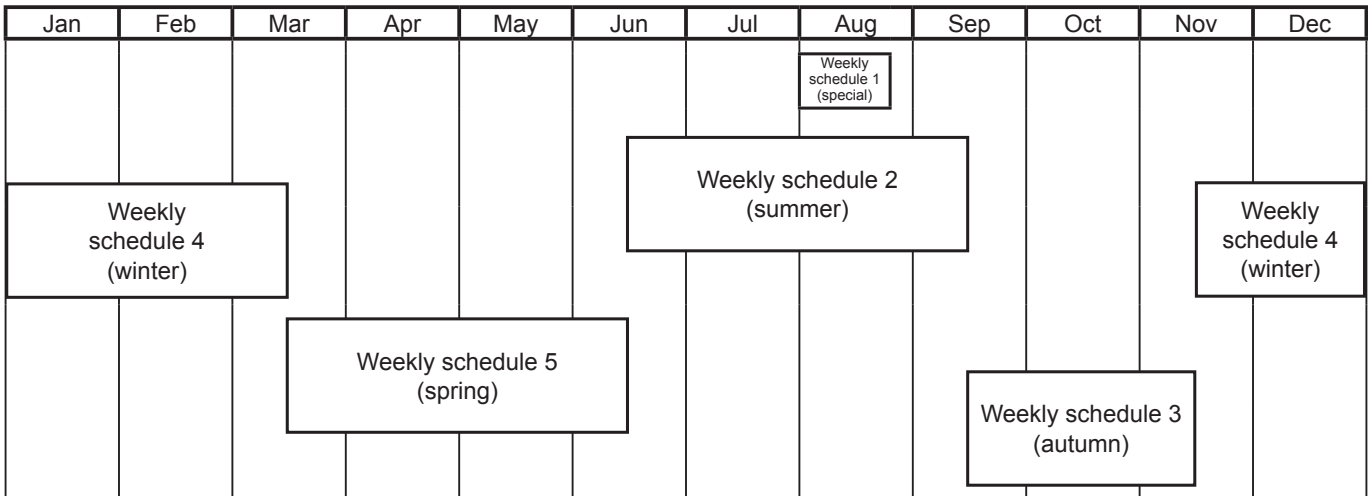 Jan Feb Mar Apr May Jun Jul Aug Sep Oct Nov Dec
Weekly
schedule 1
(special)
Weekly schedule 2
(summer)
Weekly
schedule 4
(winter)
Weekly
schedule 4
(winter)
Weekly schedule 5
(spring)
Weekly schedule 3
(autumn)